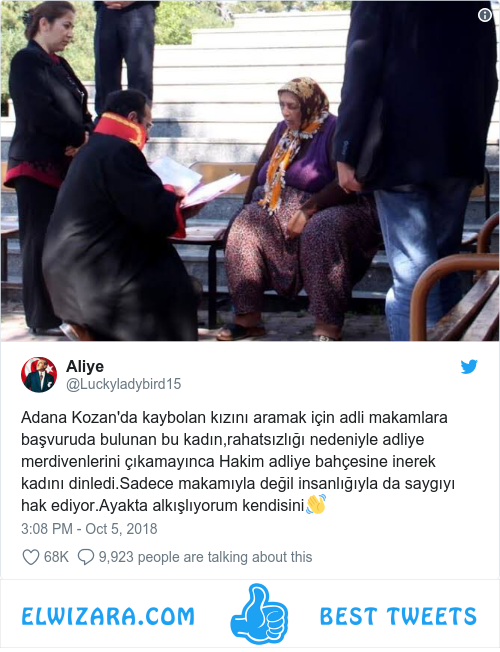 Aliye
@Luckyladybird15
Adana Kozan'da kaybolan kızını aramak için adli makamlara
başvuruda bulunan bu kadın,rahatsızlığı nedeniyle adliye
merdivenlerini çıkamayınca Hakim adliye bahçesine inerek
kadını dinledi.Sadece makamıyla değil insanlığıyla da saygıyı
hak ediyor.Ayakta alkışlıyorum kendisini👏
3:08 PM - Oct 5, 2018
68K 9,923 people are talking about this
ELWIZARA.COM BEST TWEETS